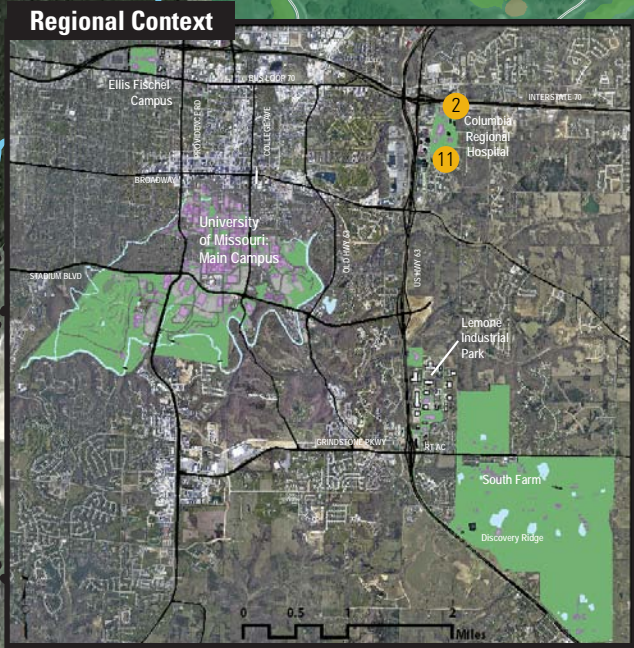 Regional Context
Ellis Fischel
Campus
BUS LOOP 70
INTERSTATE 70
2
Columbia
Regional
Hospital
11
PROVIDENCE RD
COLLEGE AVE
BROADWAY
University
of Missouri:
Main Campus
OLD HWY 63
US HWY 63
STADIUM BLVD
Lemone
Industrial
Park
GRINDSTONE PKWY
RT AC
South Farm
Discovery Ridge
0 0.5 1 2
Miles